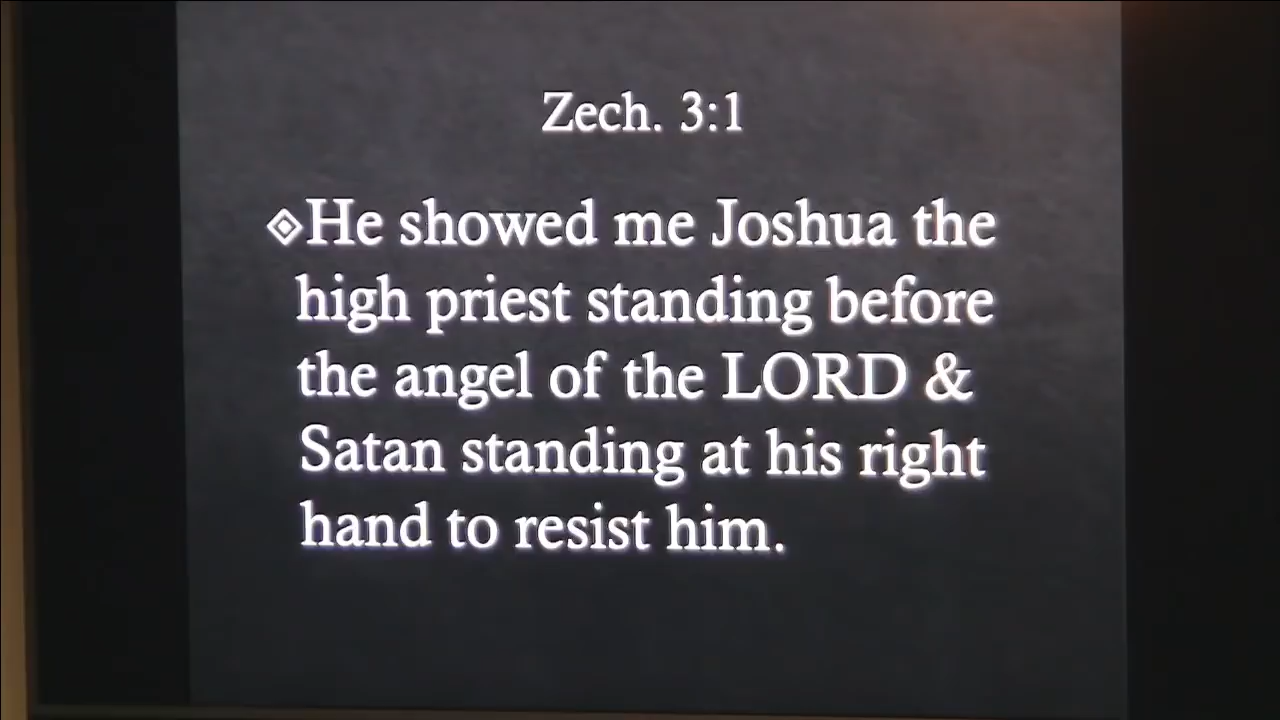 Zech. 3:1
He showed me Joshua the
high priest standing before
the angel of the LORD &
Satan standing at his right
hand to resist him.